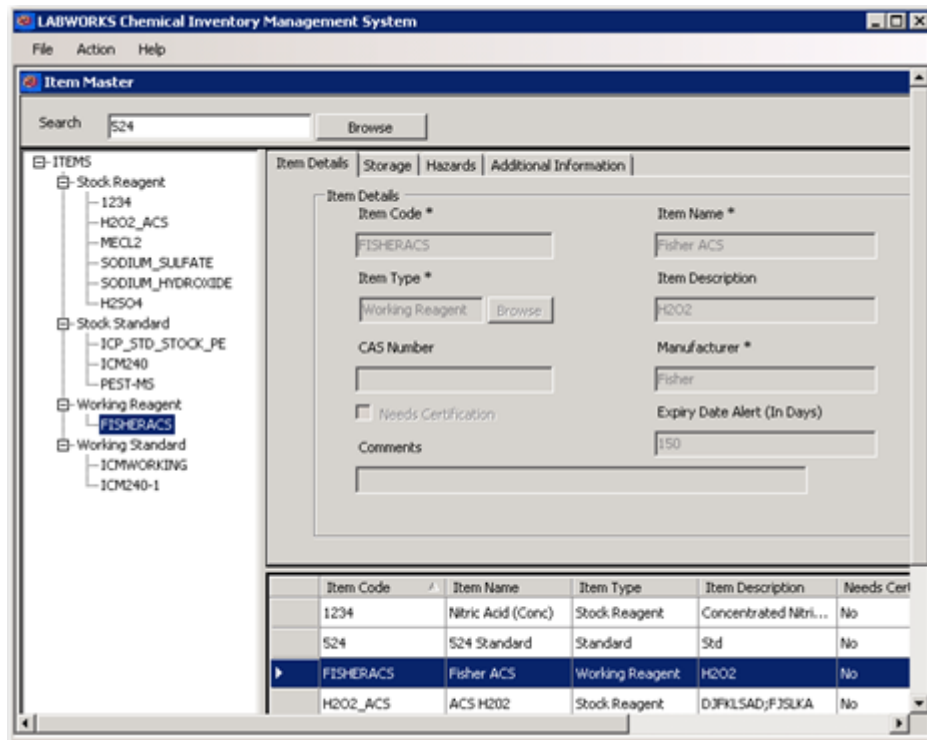 LABWORKS Chemical Inventory Management System
File Action Help
Item Master
Search 524 Browse
ITEMS
Stock Reagent
1234
H2O2_ACS
MECL2
SODIUM_SULFATE
SODIUM_HYDROXIDE
H2SO4
Stock Standard
ICP_STD_STOCK_PE
ICM240
PEST-MS
Working Reagent
FISHERACS
Working Standard
ICMWORKING
ICM240-1
Item Details Storage Hazards Additional Information
Item Details
Item Code * Item Name *
FISHERACS Fisher ACS
Item Type * Item Description
Working Reagent Browse H2O2
CAS Number Manufacturer *
Fisher
Needs Certification Expiry Date Alert (In Days)
150
Comments
Item Code Item Name Item Type Item Description Needs Cert
1234 Nitric Acid (Conc) Stock Reagent Concentrated Nitri... No
524 524 Standard Standard Std No
FISHERACS Fisher ACS Working Reagent H2O2 No
H2O2_ACS ACS H202 Stock Reagent DJFKLSAD;FJSLKA No